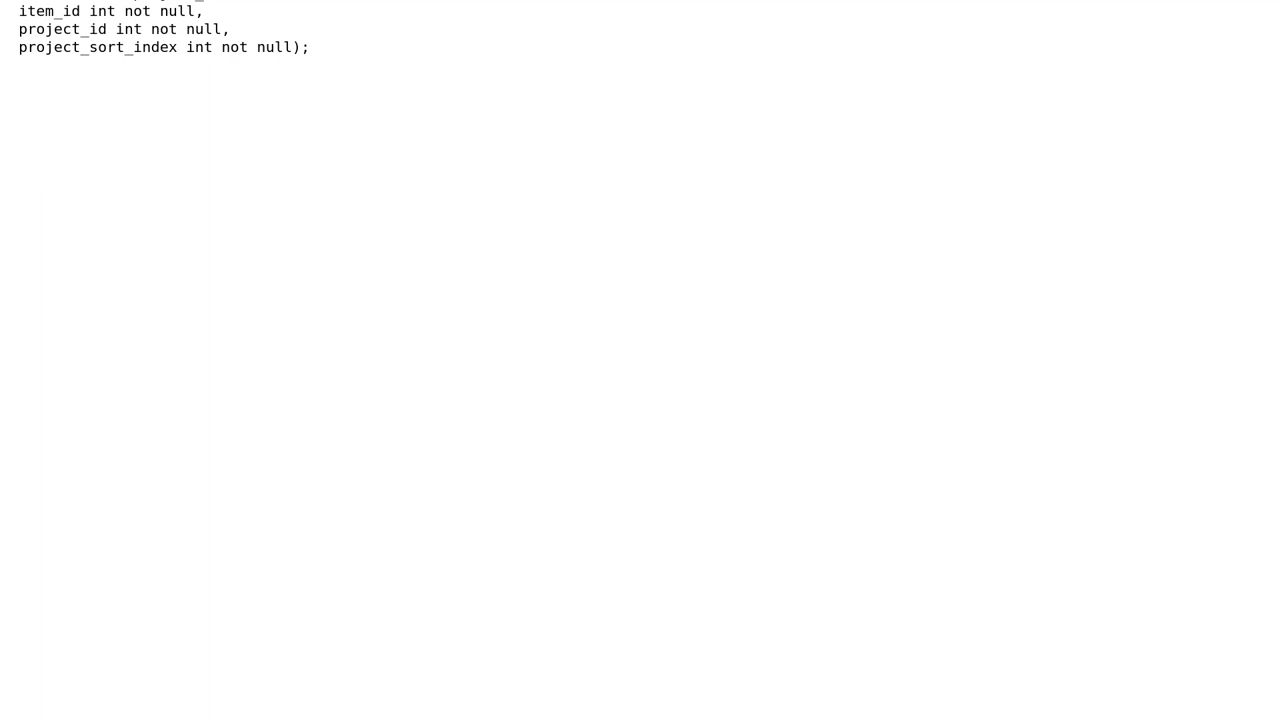 item_id int not null,
project_id int not null,
project_sort_index int not null);